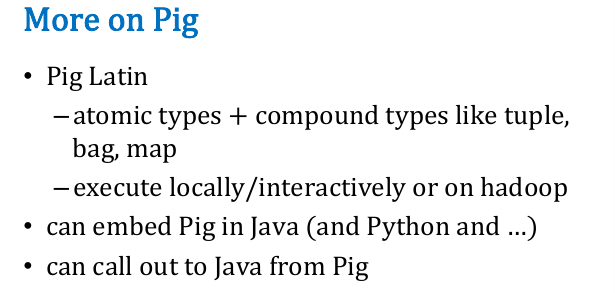 More on Pig
• Pig Latin
– atomic types + compound types like tuple,
bag, map
– execute locally/interactively or on hadoop
• can embed Pig in Java (and Python and ...)
• can call out to Java from Pig